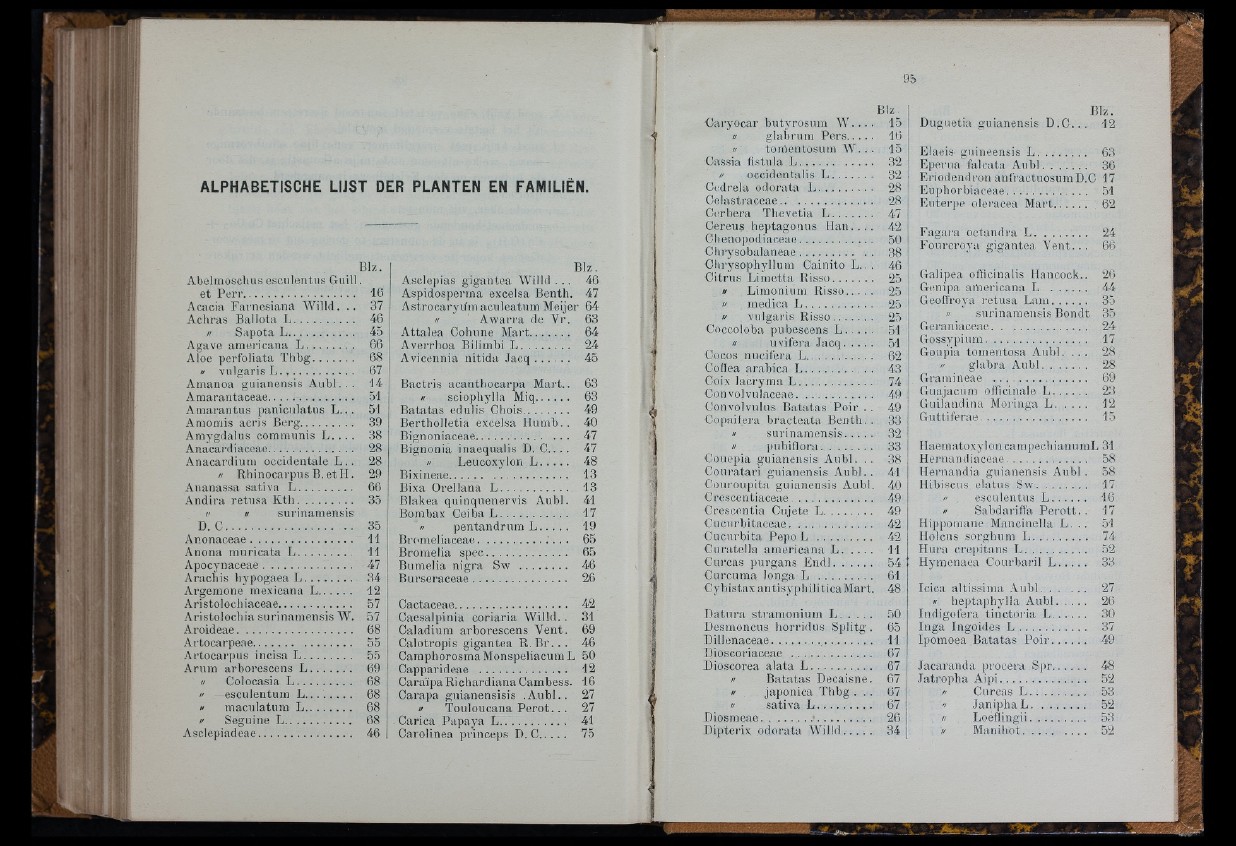 ALPHABETISCHE LIJST DER PLANTEN EN FAMILIËN.
Blz.
Abelmoschus esculentus Guill.
et Perr................. 16
Acacia Farnesiana Willd. .. 37
Achras Ballota L.......... 46
" Sapota L.......... 45
Agave americana L........ 66
Aloe perfoliata Thbg....... 68
" vulgaris L........... 67
Amanoa guianensis Aubl... 14
Amarantaceae............. 51
Amarantus paniculatus L... 51
Amomis acris Berg........ 39
Amygdalus communis L.... 38
Anacardiaceae............. 28
Anacardium occidentale L.. 28
" Rhinocarpus B. et H. 29
Ananassa sativa L......... 66
Andira retusa Kth......... 35
" " surinamensis
D. C.................... 35
Anonaceae................ 11
Anona muricata L......... 11
Apocynaceae.............. 47
Arachis hypogaea L........ 34
Argemone mexicana L...... 12
Aristolochiaceae............ 57
Aristolochia surinamensis W. 57
Aroideae.................. 68
Artocarpeae............... 55
Artocarpus incisa L........ 55
Arum arborescens L....... 69
" Colocasia L......... 68
" esculentum L....... 68
" maculatum L....... 68
" Seguine L.......... 68
Asclepiadeae............... 46
Blz.
Asclepias gigantea Willd... 46
Aspidosperma excelsa Benth. 47
Astrocaryum aculeatum Meijer 64
" Awarra de Vr. 63
Attalea Cohune Mart....... 64
Averrhoa Bilimbi L........ 24
Avicennia nitida Jacq...... 45
Bactris acanthocarpa Mart.. 63
" sciophylla Miq...... 63
Batatas edulis Chois....... 49
Bertholletia excelsa Humb.. 40
Bignoniaceae.............. 47
Bignonia inaequalis D. C.... 47
" Leucoxylon L..... 48
Bixineae.................. 13
Bixa Orellana L........... 13
Blakea quinquenervis Aubl. 41
Bombax Ceiba L........... 17
" pentandrum L..... 19
Bromeliaceae.............. 65
Bromelia spec............. 65
Bumelia nigra Sw ........ 46
Burseraceae............... 26
Cactaceae................. 42
Caesalpinia coriaria Willd.. 31
Caladium arborescens Vent. 69
Calotropis gigantea R. Br... 46
Camphorosma Monspeliacum L 50
Capparideae .............. 12
Caraïpa Richardiana Cambess. 16
Carapa guianensisis .Aubl.. 27
" Touloucana Perot... 27
Carica Papaya L........... 41
Carolinea princeps D. C..... 75
95
Blz.
Caryocar butyrosum W.... 15
" glabrum Pers..... 16
" tomentosum W... 15
Cassia fistula L............ 32
" occidentalis L....... 32
Cedrela odorata L......... 28
Celastraceae.. ............ 28
Cerbera Thevetia L....... 47
Cereus heptagonus Han.... 42
Chenopodiaceae............ 50
Chrysobalaneae............ 38
Chrysophyllum Cainito L... 46
Citrus Limetta Risso....... 25
" Limonium Risso..... 25
" medica L........... 25
" vulgaris Risso....... 25
Coccoloba pubescens L..... 51
" uvifera Jacq..... 51
Cocos nucifera L........... 62
Coffea arabica L........... 43
Coix lacryma L............ 74
Convolvulaceae............ 49
Convolvulus Batatas Poir .. 49
Copaifera bracteata Benth.. 33
" surinamensis..... 32
" pubiflora........ 33
Couepia guianensis Aubl... 38
Couratari guianensis Aubl.. 41
Couroupita guianensis Aubl. 40
Crescentiaceae............. 49
Crescentia Cujete L........ 49
Cucurbitaceae............. 42
Cucurbita Pepo L ......... 42
Curatella americana L...... 11
Curcas purgans Endl....... 54
Curcuma longa L ......... 61
Cybistax antisyphilitica Mart. 48
Datura stramonium L..... 50
Desmoncus horridus Splitg. 65
Dillenaceae................ 11
Dioscoriaceae ............. 67
Dioscorea alata L.......... 67
" Batatas Decaisne. 67
" japonica Thbg... 67
" sativa L......... 67
Diosmeae................. 26
Dipterix odorata Willd..... 34
Blz.
Duguetia guianensis D.C... 12
Elaeis guineensis L........ 63
Eperua falcata Aubl........ 36
Eriodendron anfractuosum D.C 17
Euphorbiaceae............. 51
Euterpe oleracea Mart...... 62
Fagara octandra L......... 24
Fourcroya gigantea Vent... 66
Galipea officinalis Hancock.. 26
Genipa americana L ...... 44
Geoffroya retusa Lam...... 35
" surinamensis Bondt 35
Geraniaceae............... 24
Gossypium................ 17
Goupia tomentosa Aubl. ... 28
" glabra Aubl........ 28
Gramineae ............... 69
Guajacum officinale L...... 23
Guilandina Moringa L..... 12
Guttiferae ................ 15
Haematoxylon campechianum L 31
Hernandiaceae ............ 58
Hernandia guianensis Aubl. 58
Hibiscus elatus Sw......... 17
" esculentus L...... 16
" Sabdariffa Perott.. 17
Hippomane Mancinella L... 51
Holcus sorghum L......... 74
Hura crepitans L.......... 52
Hymenaea Courbaril L..... 33
Icica altissima Aubl....... 27
" heptaphylla Aubl..... 26
Indigofera tinctoria L...... 30
Inga Ingoides L........... 37
Ipomoea Batatas Poir...... 49
Jacaranda procera Spr...... 48
Jatropha Aipi.............. 52
" Curcas L......... 53
" Janipha L........ 52
" Loeflingii......... 53
" Manihot.......... 52